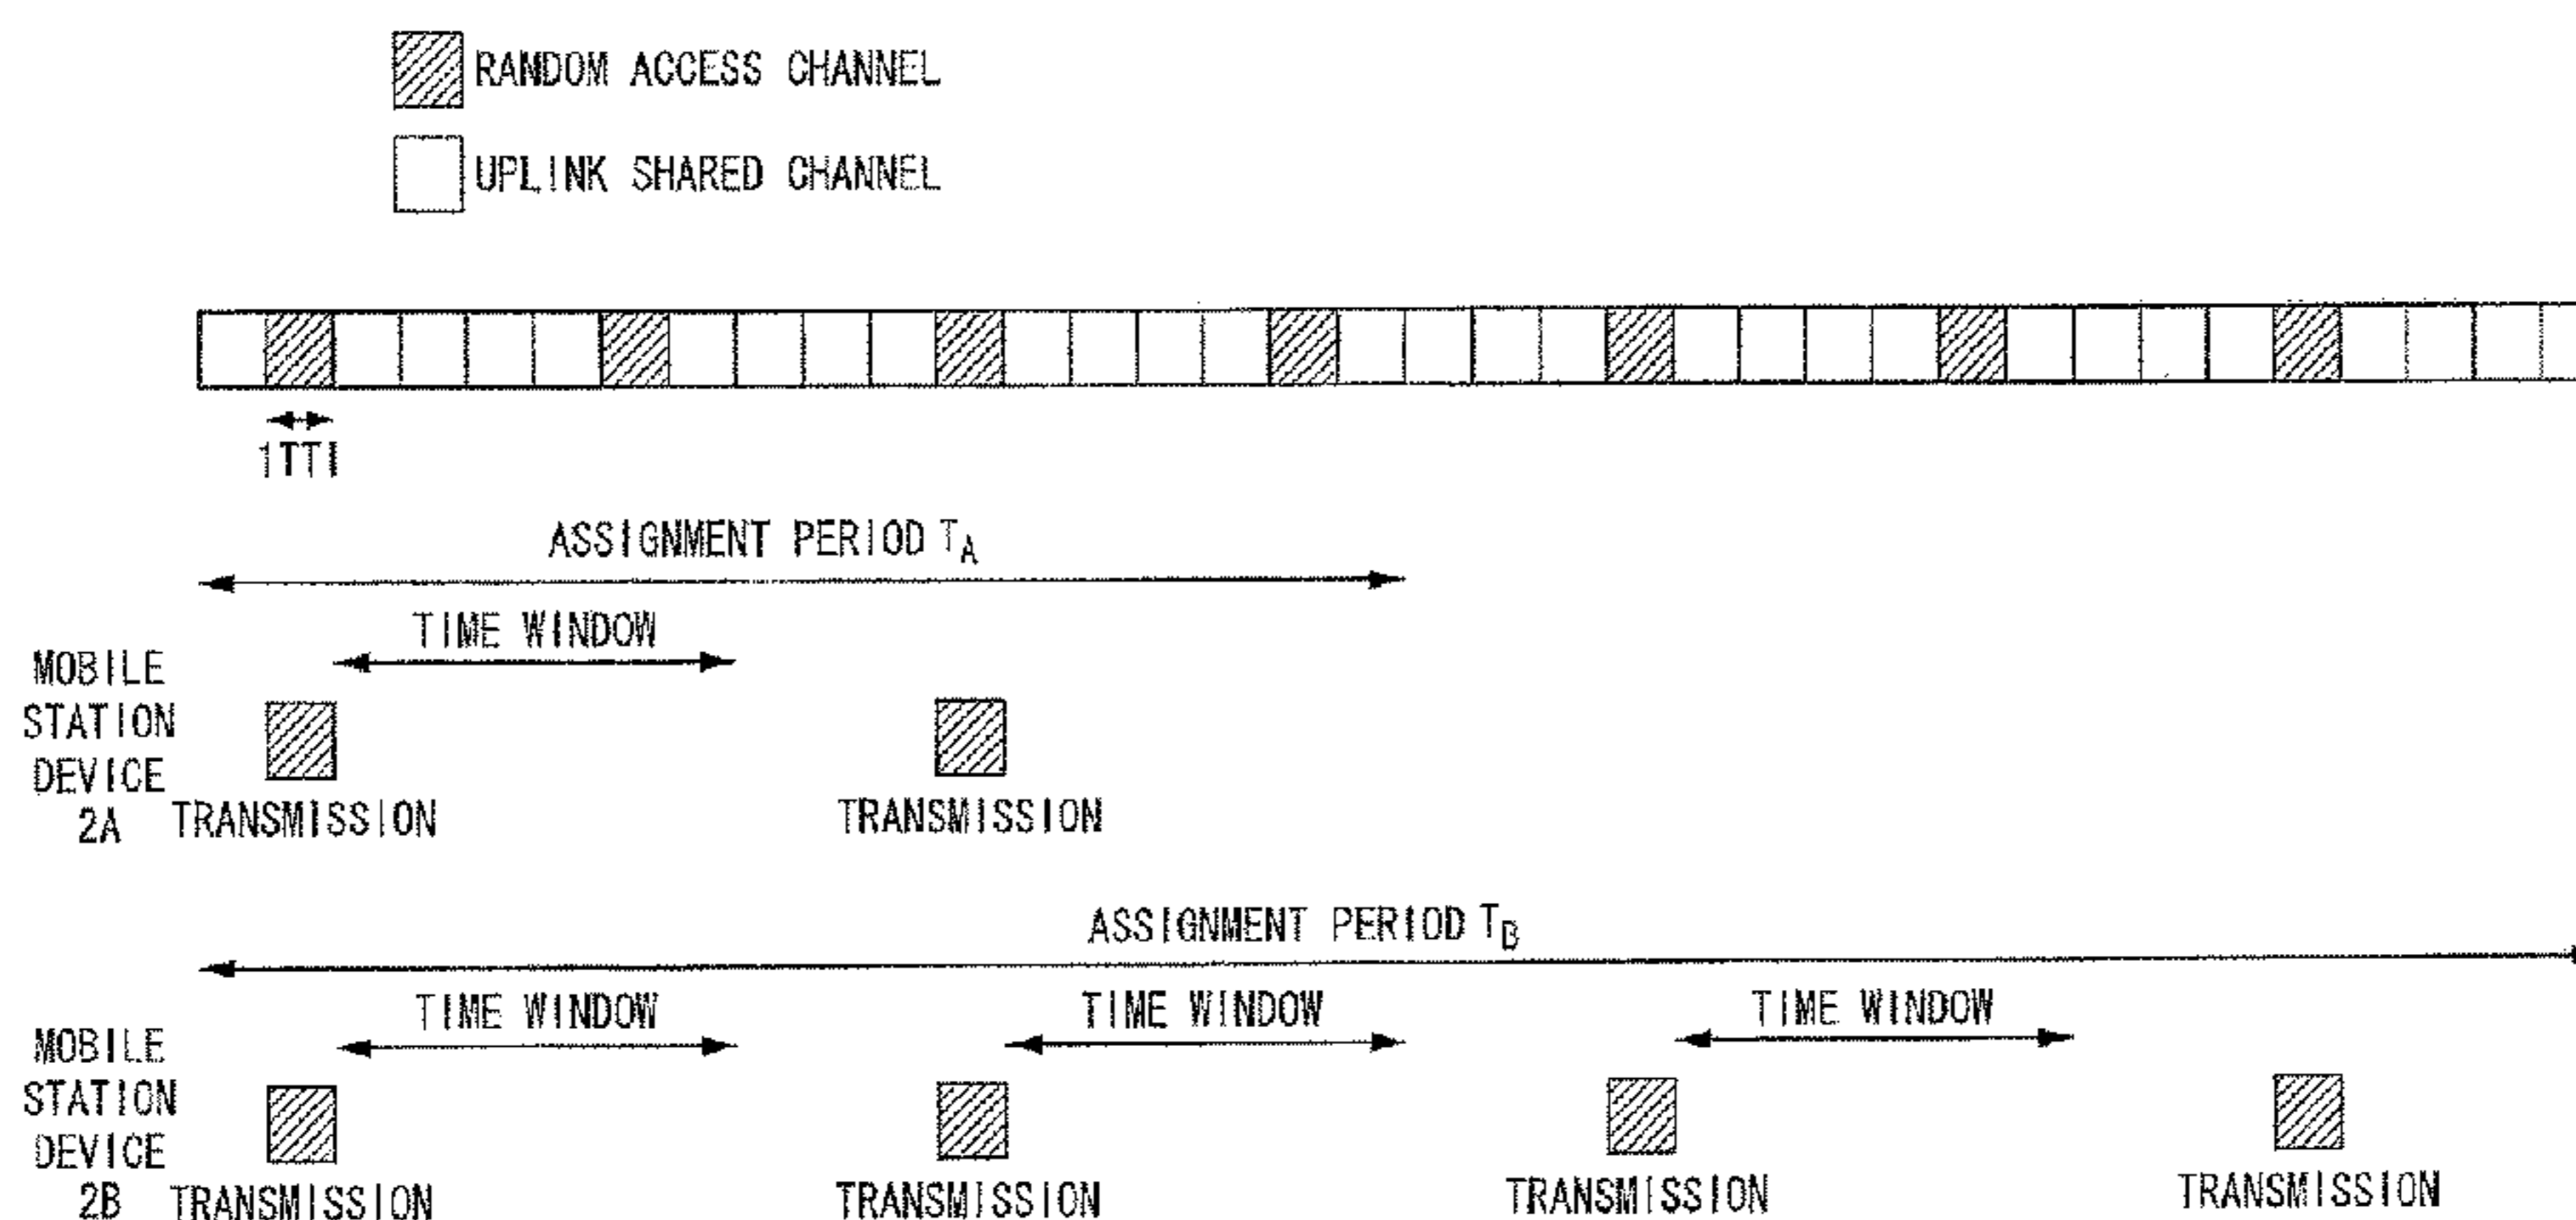 RANDOM ACCESS CHANNEL
UPLINK SHARED CHANNEL
1TTI
ASSIGNMENT PERIOD TA
TIME WINDOW
MOBILE
STATION
DEVICE
2A
TRANSMISSION
TRANSMISSION
ASSIGNMENT PERIOD TB
TIME WINDOW
TIME WINDOW
TIME WINDOW
MOBILE
STATION
DEVICE
2B
TRANSMISSION
TRANSMISSION
TRANSMISSION
TRANSMISSION